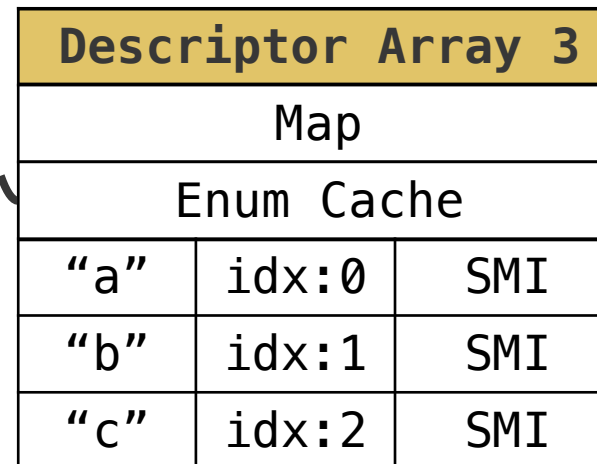 Descriptor Array 3
Map
Enum Cache
“a” idx:0 SMI
“b” idx:1 SMI
“c” idx:2 SMI